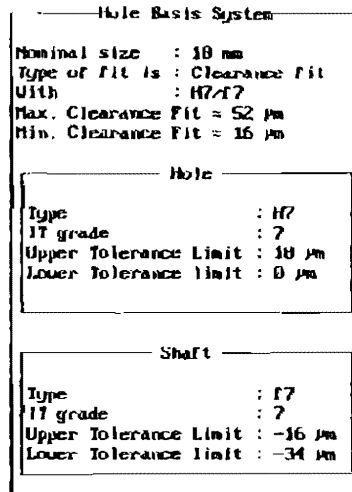 Hole Basis System
Nominal size : 18 mm
Type of fit is : Clearance fit
With : H7/f7
Max. Clearance Fit = 52 µm
Min. Clearance Fit = 16 µm
Hole
Type : H7
IT grade : 7
Upper Tolerance Limit : 18 µm
Lower Tolerance limit : 0 µm
Shaft
Type : f7
IT grade : 7
Upper Tolerance Limit : -16 µm
Lower Tolerance limit : -34 µm